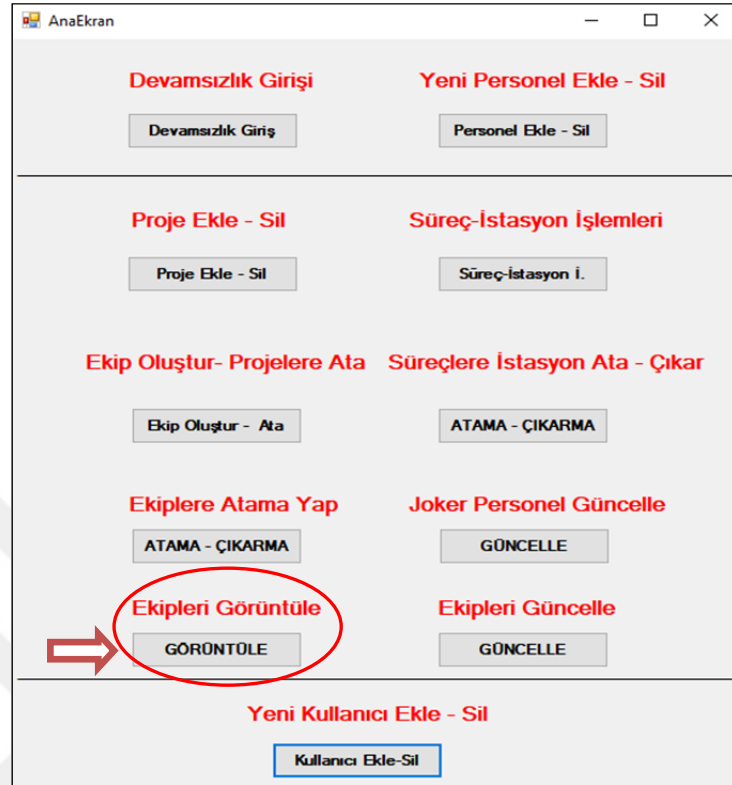 AnaEkran
Devamsızlık Girişi Yeni Personel Ekle - Sil
Devamsızlık Giriş Personel Ekle - Sil
Proje Ekle - Sil Süreç-İstasyon İşlemleri
Proje Ekle - Sil Süreç-İstasyon İ.
Ekip Oluştur- Projelere Ata Süreçlere İstasyon Ata - Çıkar
Ekip Oluştur - Ata ATAMA - ÇIKARMA
Ekiplere Atama Yap Joker Personel Güncelle
ATAMA - ÇIKARMA GÜNCELLE
Ekipleri Görüntüle Ekipleri Güncelle
GÖRÜNTÜLE GÜNCELLE
Yeni Kullanıcı Ekle - Sil
Kullanıcı Ekle-Sil